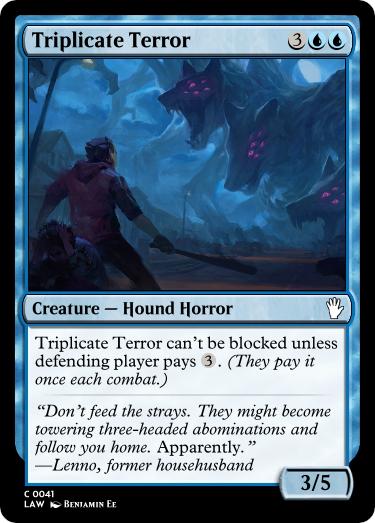 Triplicate Terror 3
Creature — Hound Horror
Triplicate Terror can't be blocked unless
defending player pays 3. (They pay it
once each combat.)
“Don't feed the strays. They might become
towering three-headed abominations and
follow you home. Apparently.”
—Lenno, former househusband
3/5
C 0041
LAW Benjamin Ee